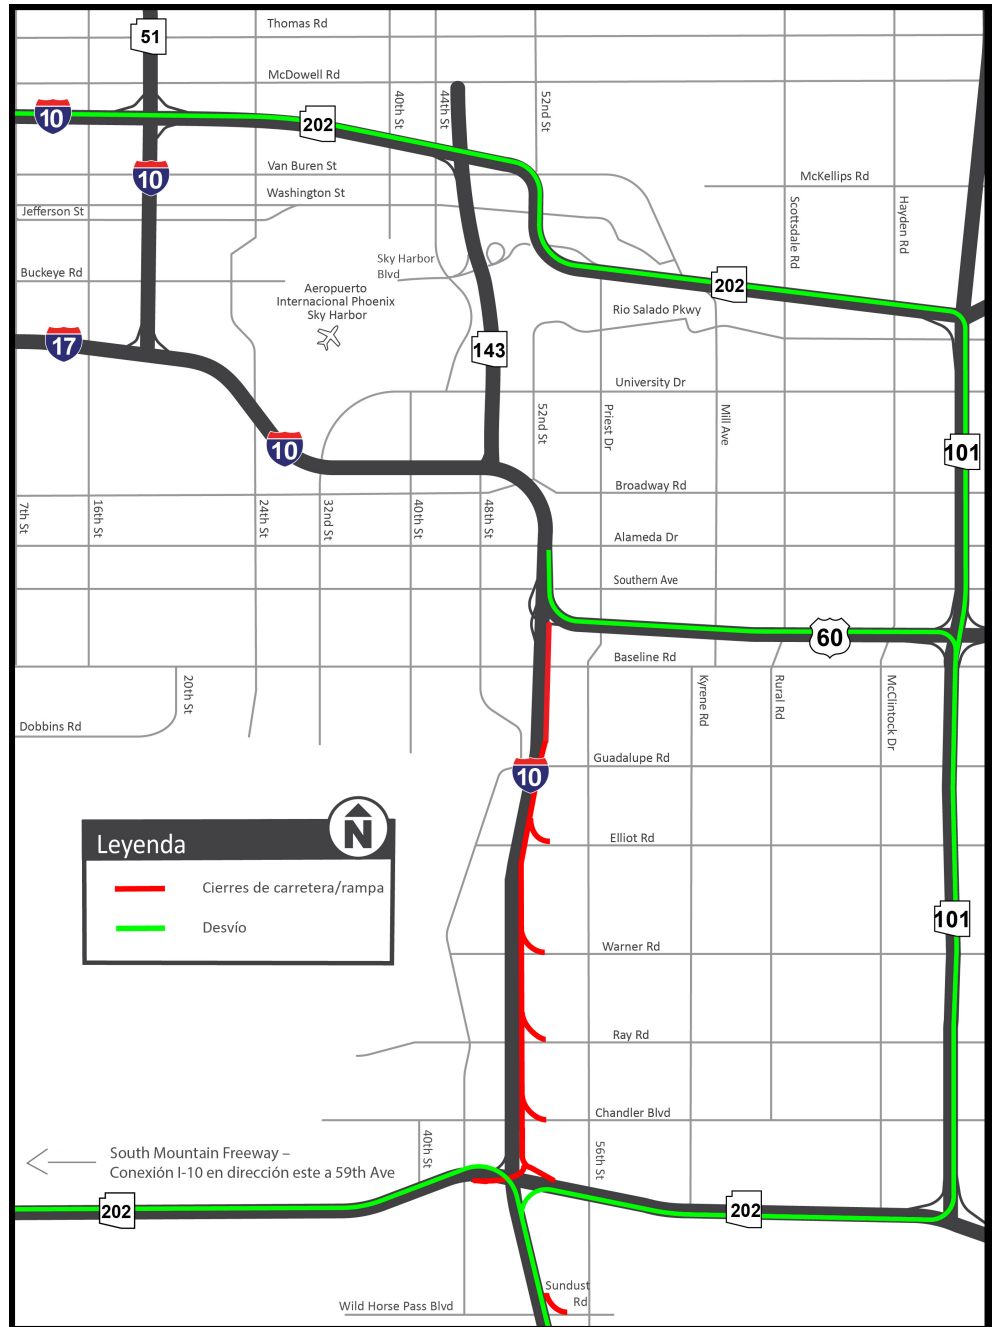 Thomas Rd
51
McDowell Rd
40th St
44th St
52nd St
10
202
10
Van Buren St
McKellips Rd
Washington St
Jefferson St
Scottsdale Rd
Hayden Rd
Sky Harbor
Blvd
Buckeye Rd
Aeropuerto
Internacional Phoenix
Sky Harbor
202
Rio Salado Pkwy
17
143
University Dr
52nd St
Priest Dr
Mill Ave
10
101
Broadway Rd
7th St
16th St
24th St
32nd St
40th St
48th St
Alameda Dr
Southern Ave
60
Baseline Rd
20th St
Kyrene Rd
Rural Rd
McClintock Dr
Dobbins Rd
Guadalupe Rd
10
N
Leyenda
Elliot Rd
Cierres de carretera/rampa
Desvío
101
Warner Rd
Ray Rd
Chandler Blvd
40th St
56th St
South Mountain Freeway –
Conexión I-10 en dirección este a 59th Ave
202
202
Sundust
Rd
Wild Horse Pass Blvd